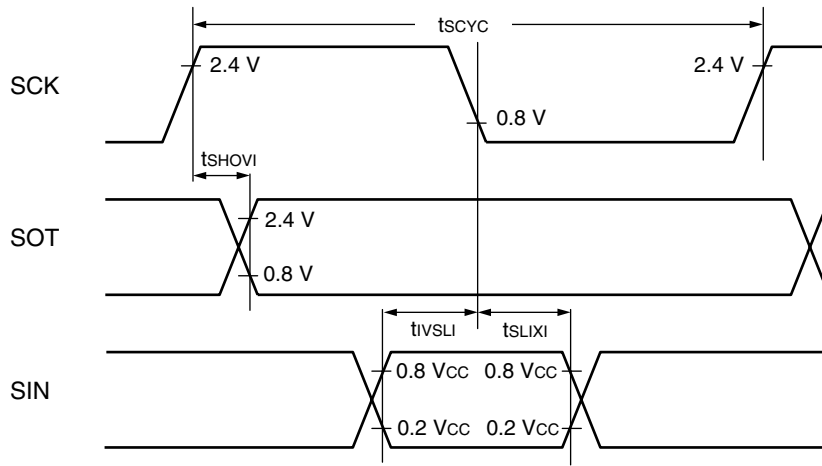 tSCYC
SCK
2.4 V
2.4 V
0.8 V
tSHOVI
SOT
2.4 V
0.8 V
tIVSLI
tSLIXI
SIN
0.8 VCC
0.8 VCC
0.2 VCC
0.2 VCC